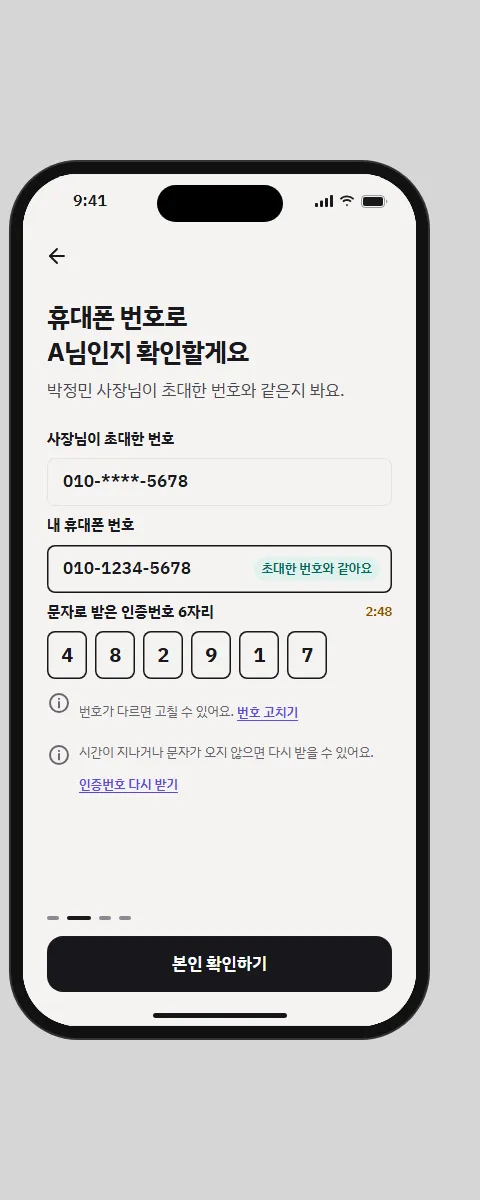 9:41
휴대폰 번호로
A님인지 확인할게요
박정민 사장님이 초대한 번호와 같은지 봐요.
사장님이 초대한 번호
010-****-5678
내 휴대폰 번호
010-1234-5678 초대한 번호와 같아요
문자로 받은 인증번호 6자리 2:48
4 8 2 9 1 7
번호가 다르면 고칠 수 있어요. 번호 고치기
시간이 지나거나 문자가 오지 않으면 다시 받을 수 있어요.
인증번호 다시 받기
본인 확인하기